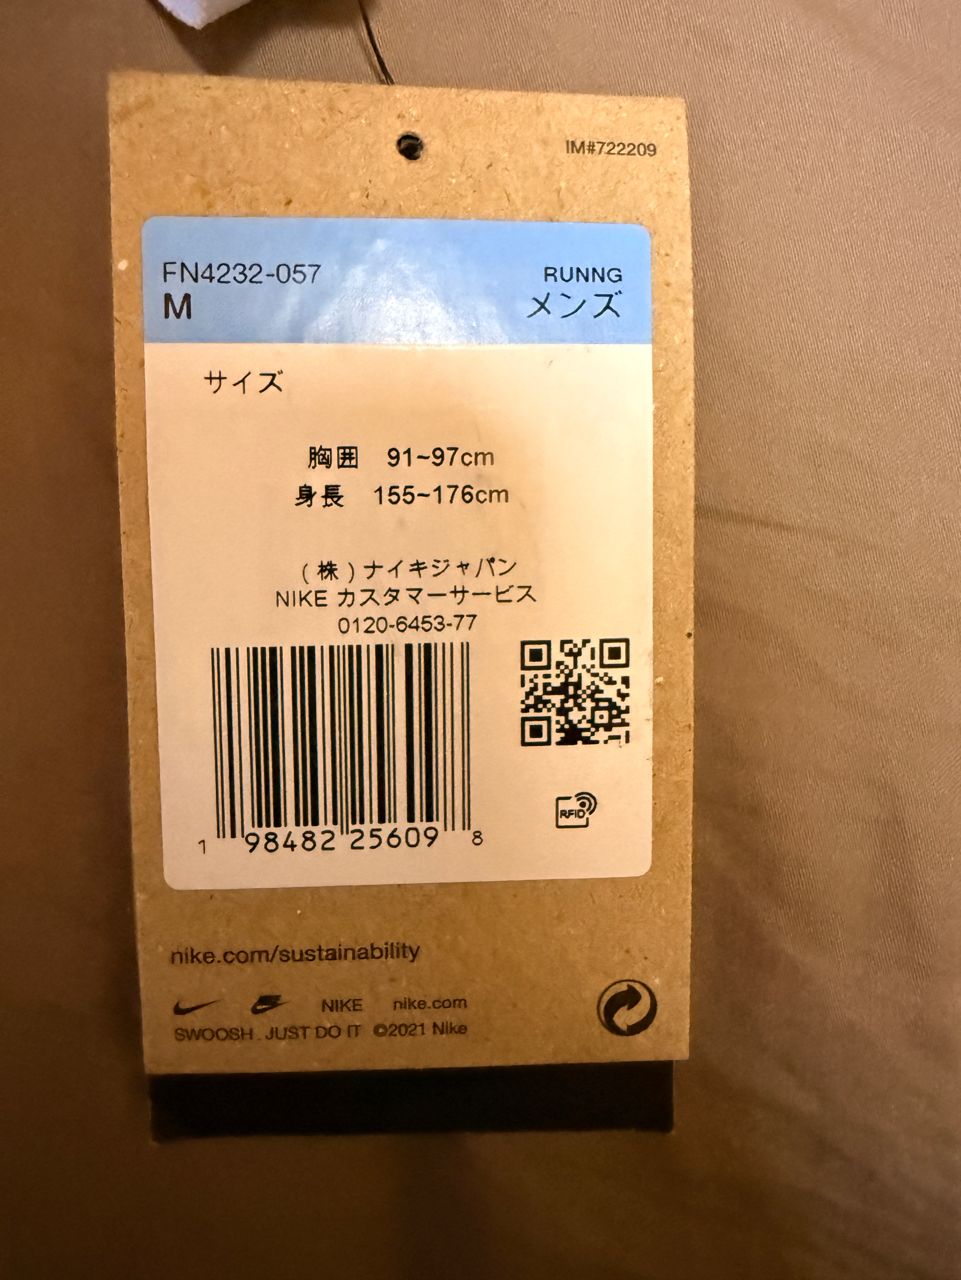 IM#722209
FN4232-057
RUNNG
M
メンズ
サイズ
胸囲 91~97cm
身長 155~176cm
(株)ナイキジャパン
NIKE カスタマーサービス
0120-6453-77
RFID
1 98482 25609 8
nike.com/sustainability
NIKE nike.com
SWOOSH. JUST DO IT ©2021 Nike